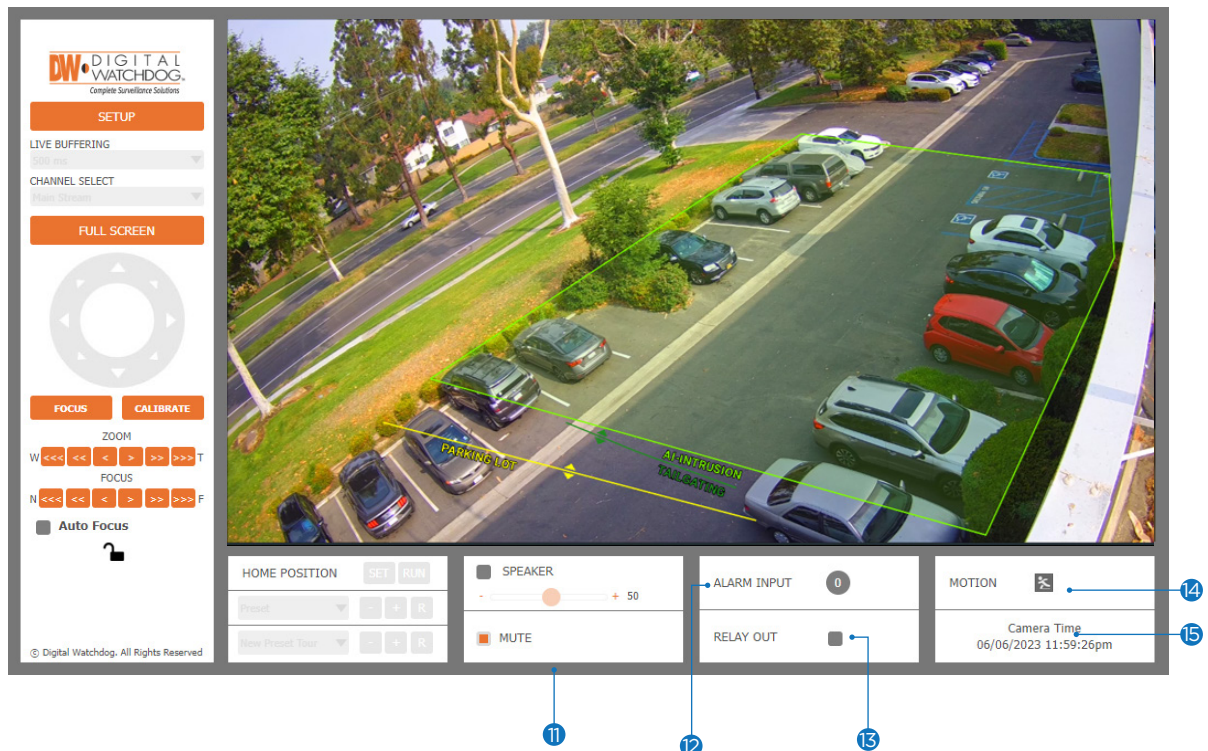 DW DIGITAL
WATCHDOG®
Complete Surveillance Solutions
SETUP
LIVE BUFFERING
500 ms
CHANNEL SELECT
Main Stream
FULL SCREEN
FOCUS CALIBRATE
ZOOM
W <<< << < > >> >>> T
FOCUS
N <<< << < > >> >>> F
Auto Focus
© Digital Watchdog. All Rights Reserved
PARKING LOT
AI-INTRUSION
TAILGATING
HOME POSITION SET RUN
Preset - + R
New Preset Tour - + R
SPEAKER
- + 50
MUTE
ALARM INPUT 0
RELAY OUT
MOTION
Camera Time
06/06/2023 11:59:26pm
11
12
13
14
15